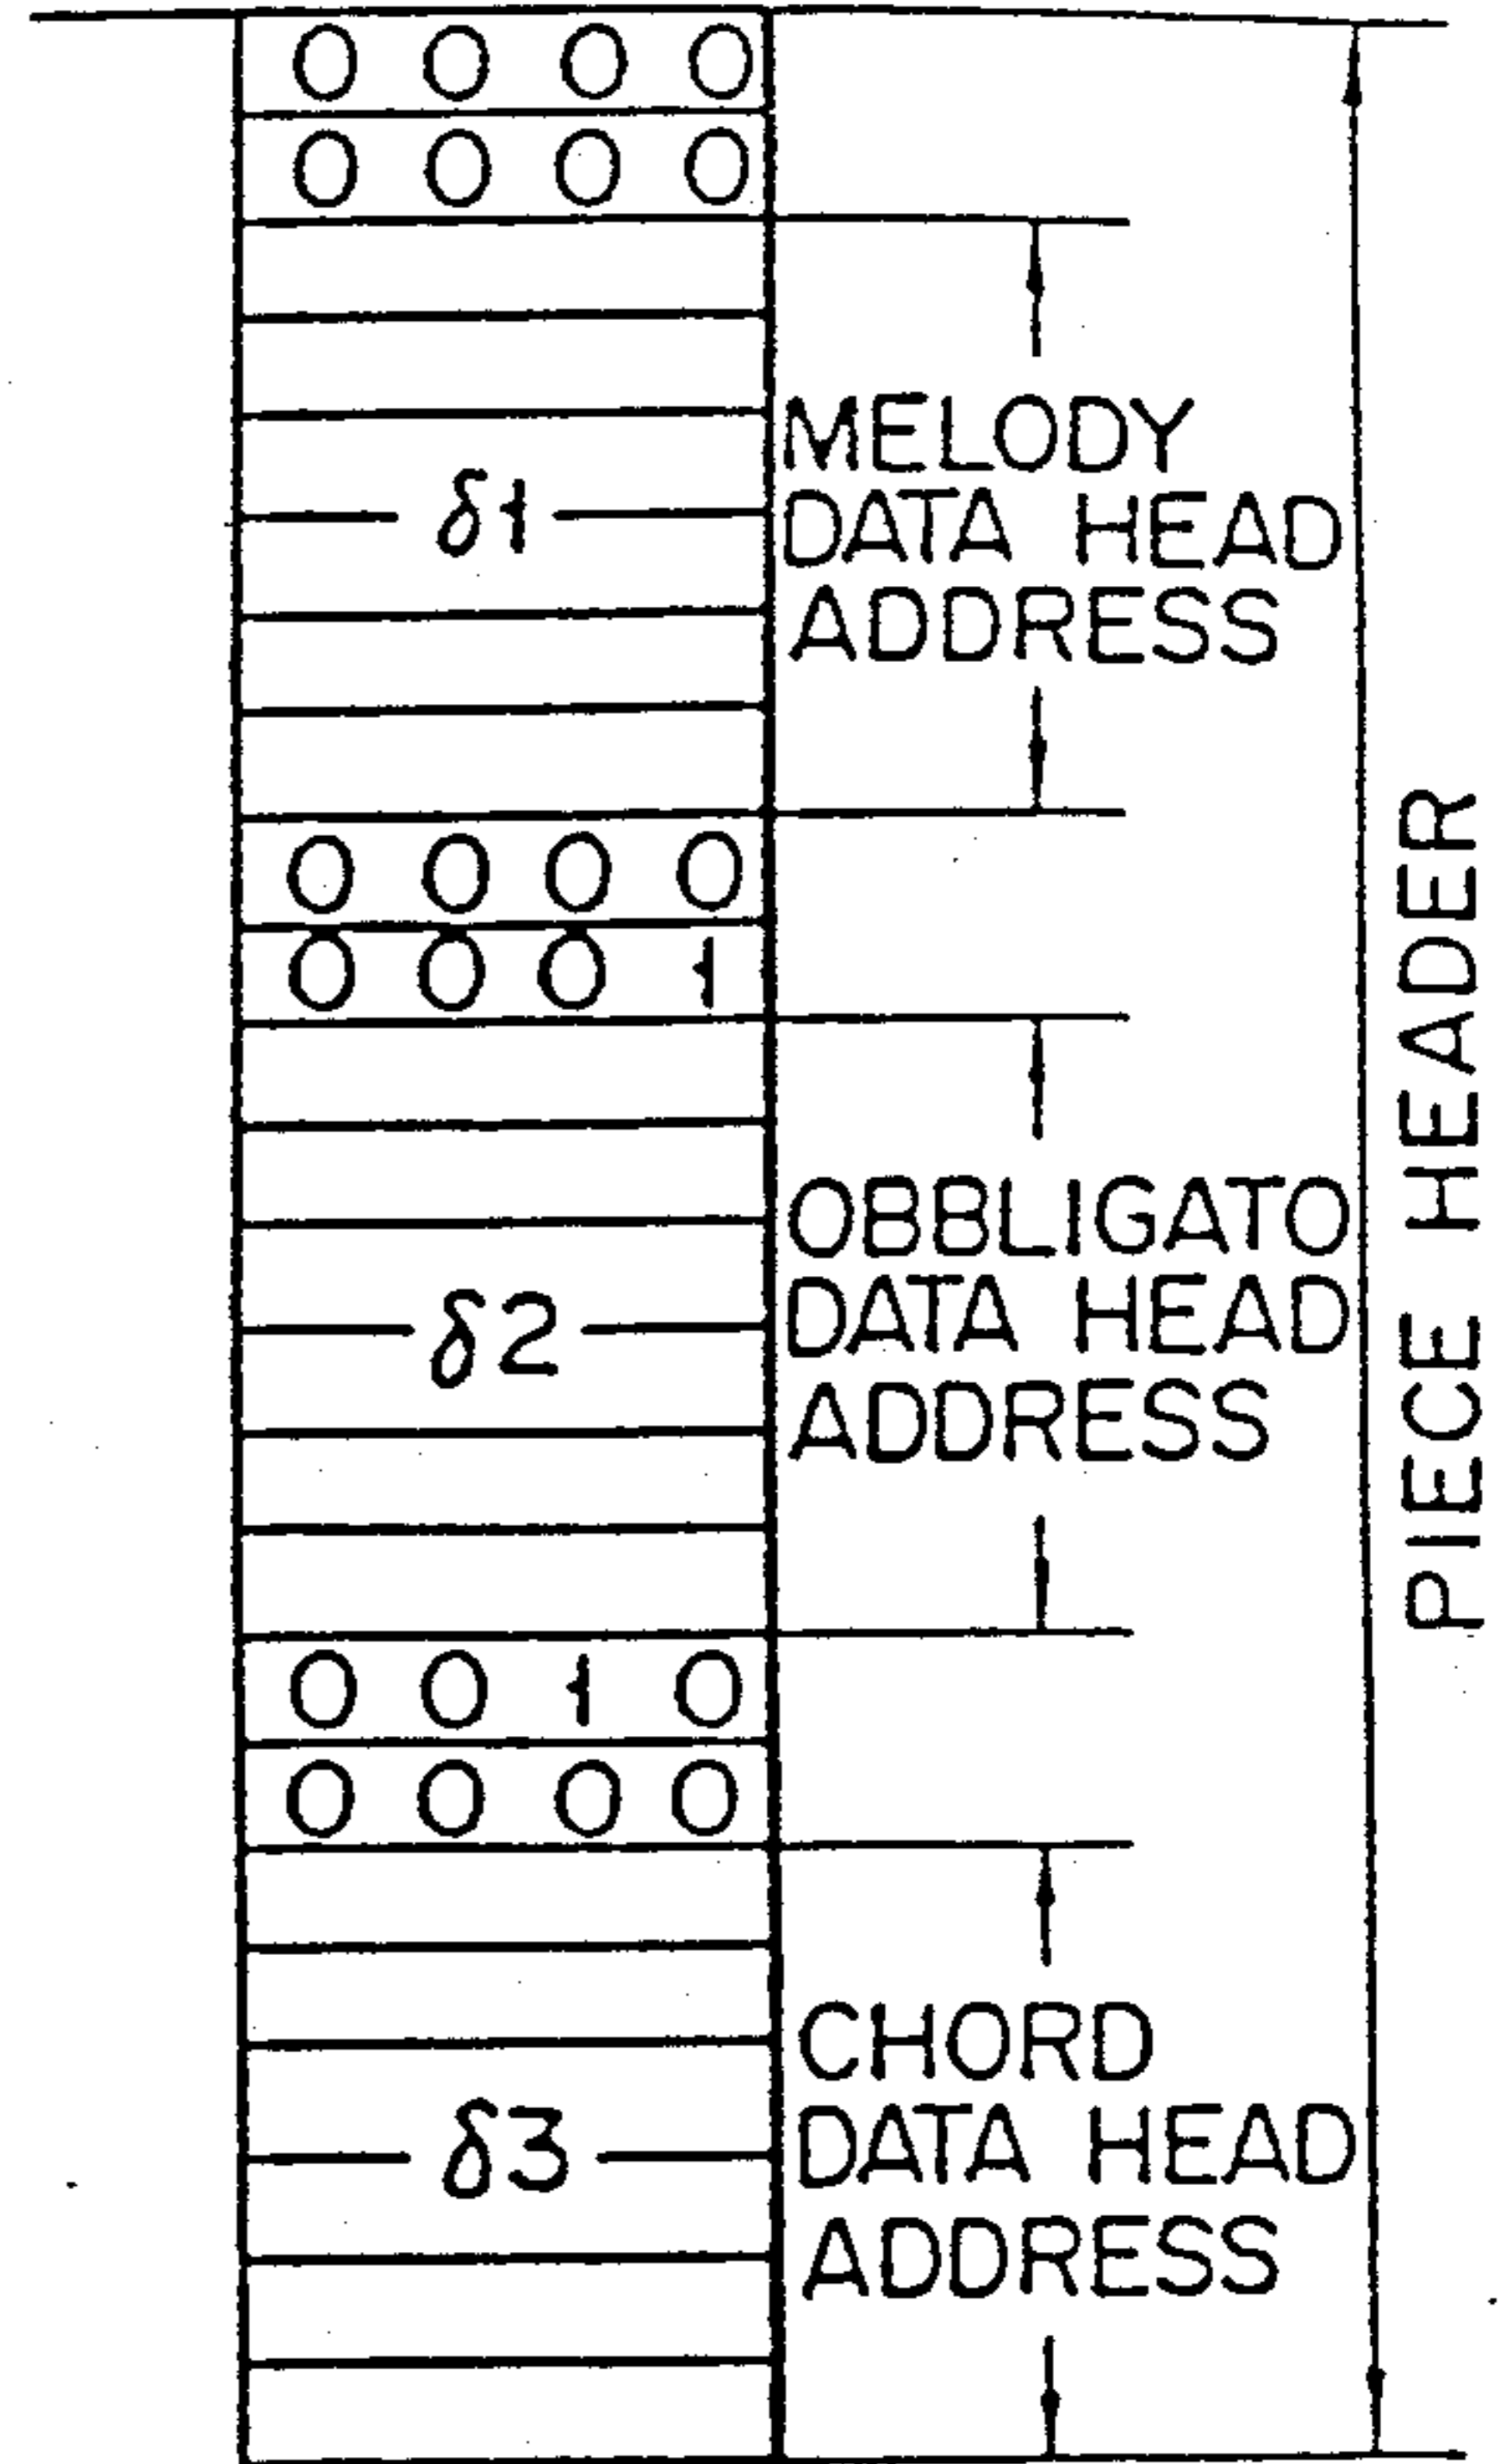 0 0 0 0
0 0 0 0
δ1
MELODY
DATA HEAD
ADDRESS
0 0 0 0
0 0 0 1
δ2
OBBLIGATO
DATA HEAD
ADDRESS
0 0 1 0
0 0 0 0
δ3
CHORD
DATA HEAD
ADDRESS
PIECE HEADER